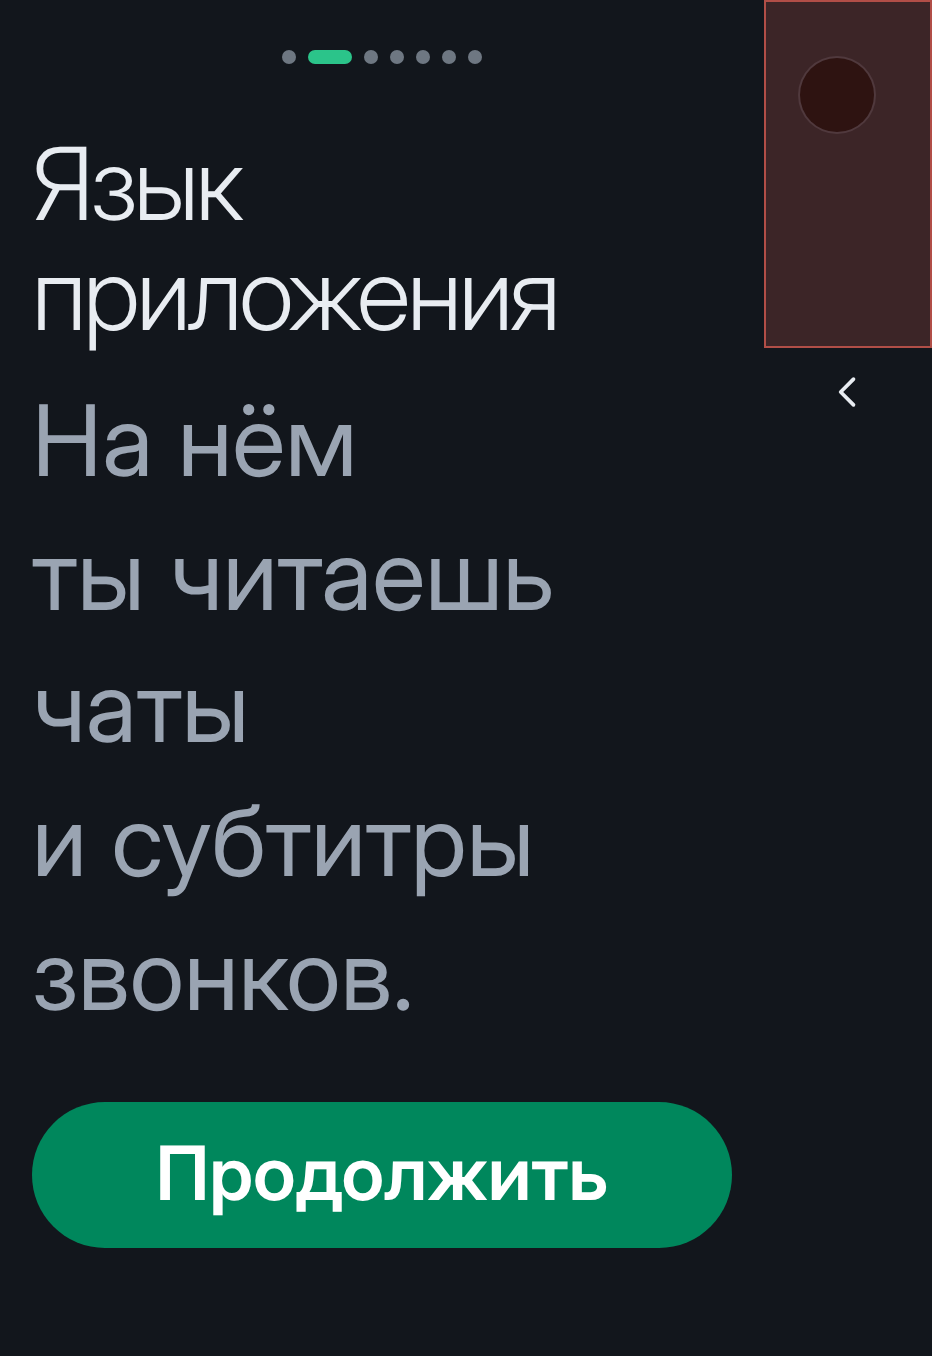 Язык
приложения
На нём
ты читаешь
чаты
и субтитры
звонков.
Продолжить